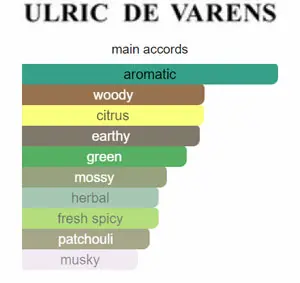 ULRIC DE VARENS
main accords
aromatic
woody
citrus
earthy
green
mossy
herbal
fresh spicy
patchouli
musky